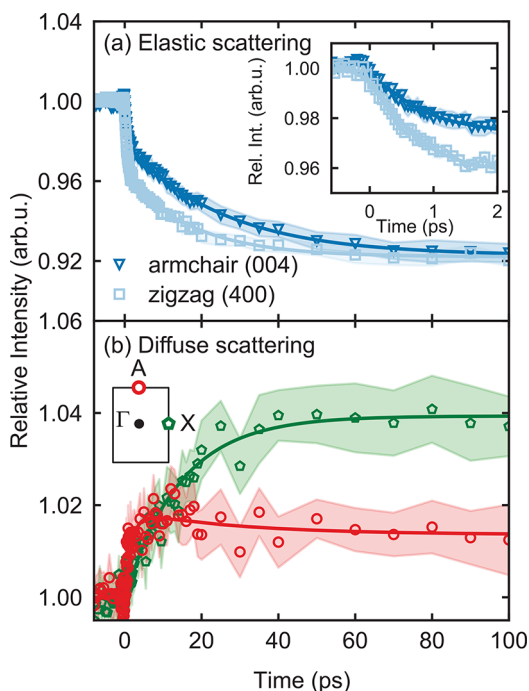 Relative Intensity (arb.u.)
1.04
1.00
0.96
0.92
(a) Elastic scattering
armchair (004)
zigzag (400)
Rel. Int. (arb.u.)
1.00
0.98
0.96
0 1 2
Time (ps)
1.06
1.04
1.02
1.00
(b) Diffuse scattering
A
Γ
X
0 20 40 60 80 100
Time (ps)